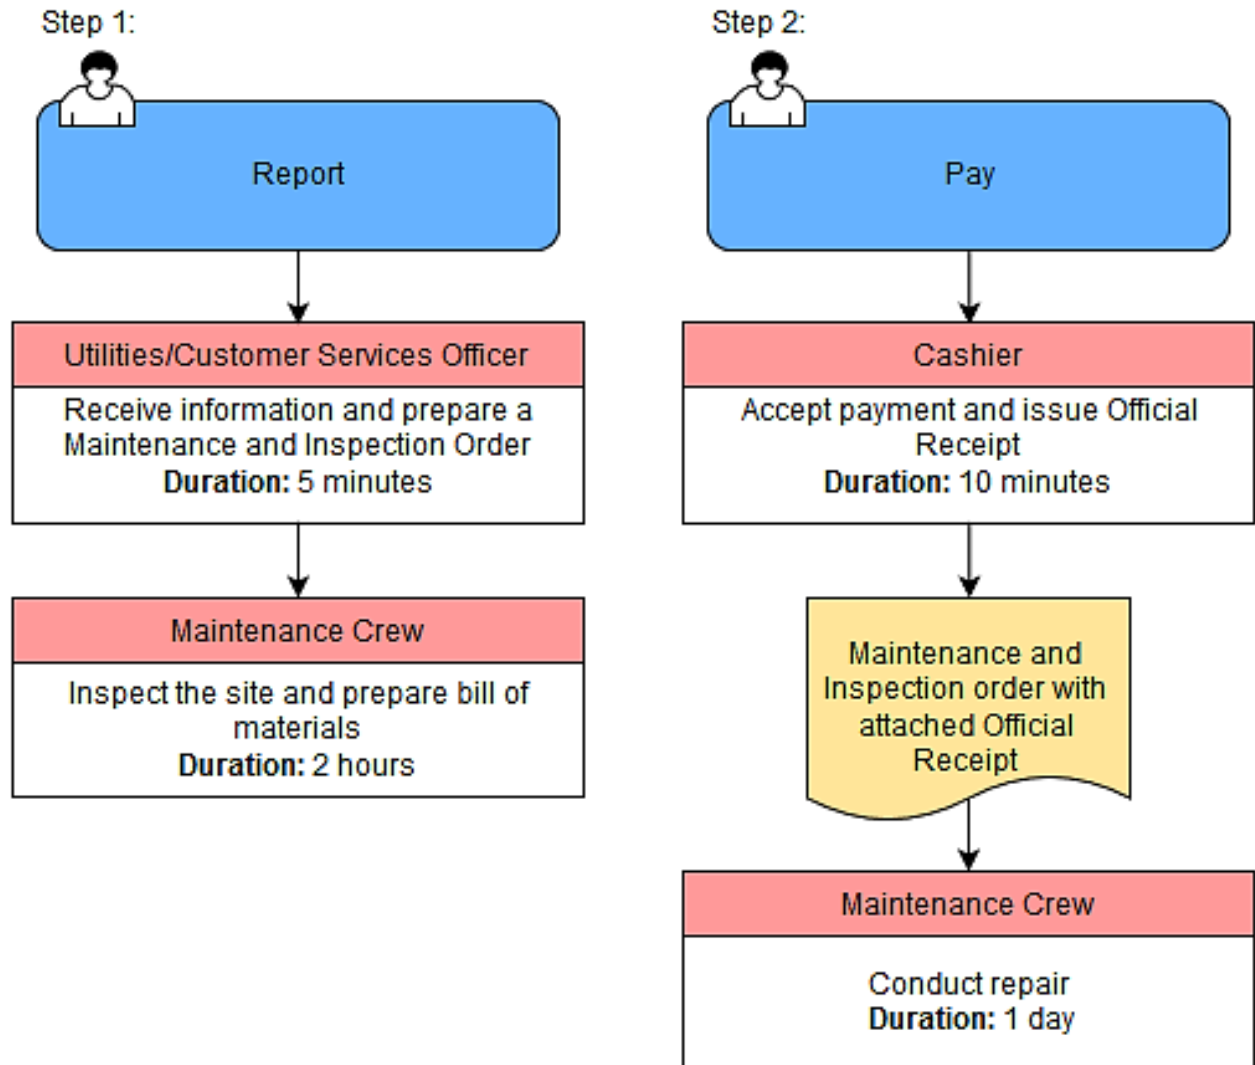 Step 1:
Report
Utilities/Customer Services Officer
Receive information and prepare a
Maintenance and Inspection Order
Duration: 5 minutes
Maintenance Crew
Inspect the site and prepare bill of
materials
Duration: 2 hours
Step 2:
Pay
Cashier
Accept payment and issue Official
Receipt
Duration: 10 minutes
Maintenance and
Inspection order with
attached Official
Receipt
Maintenance Crew
Conduct repair
Duration: 1 day